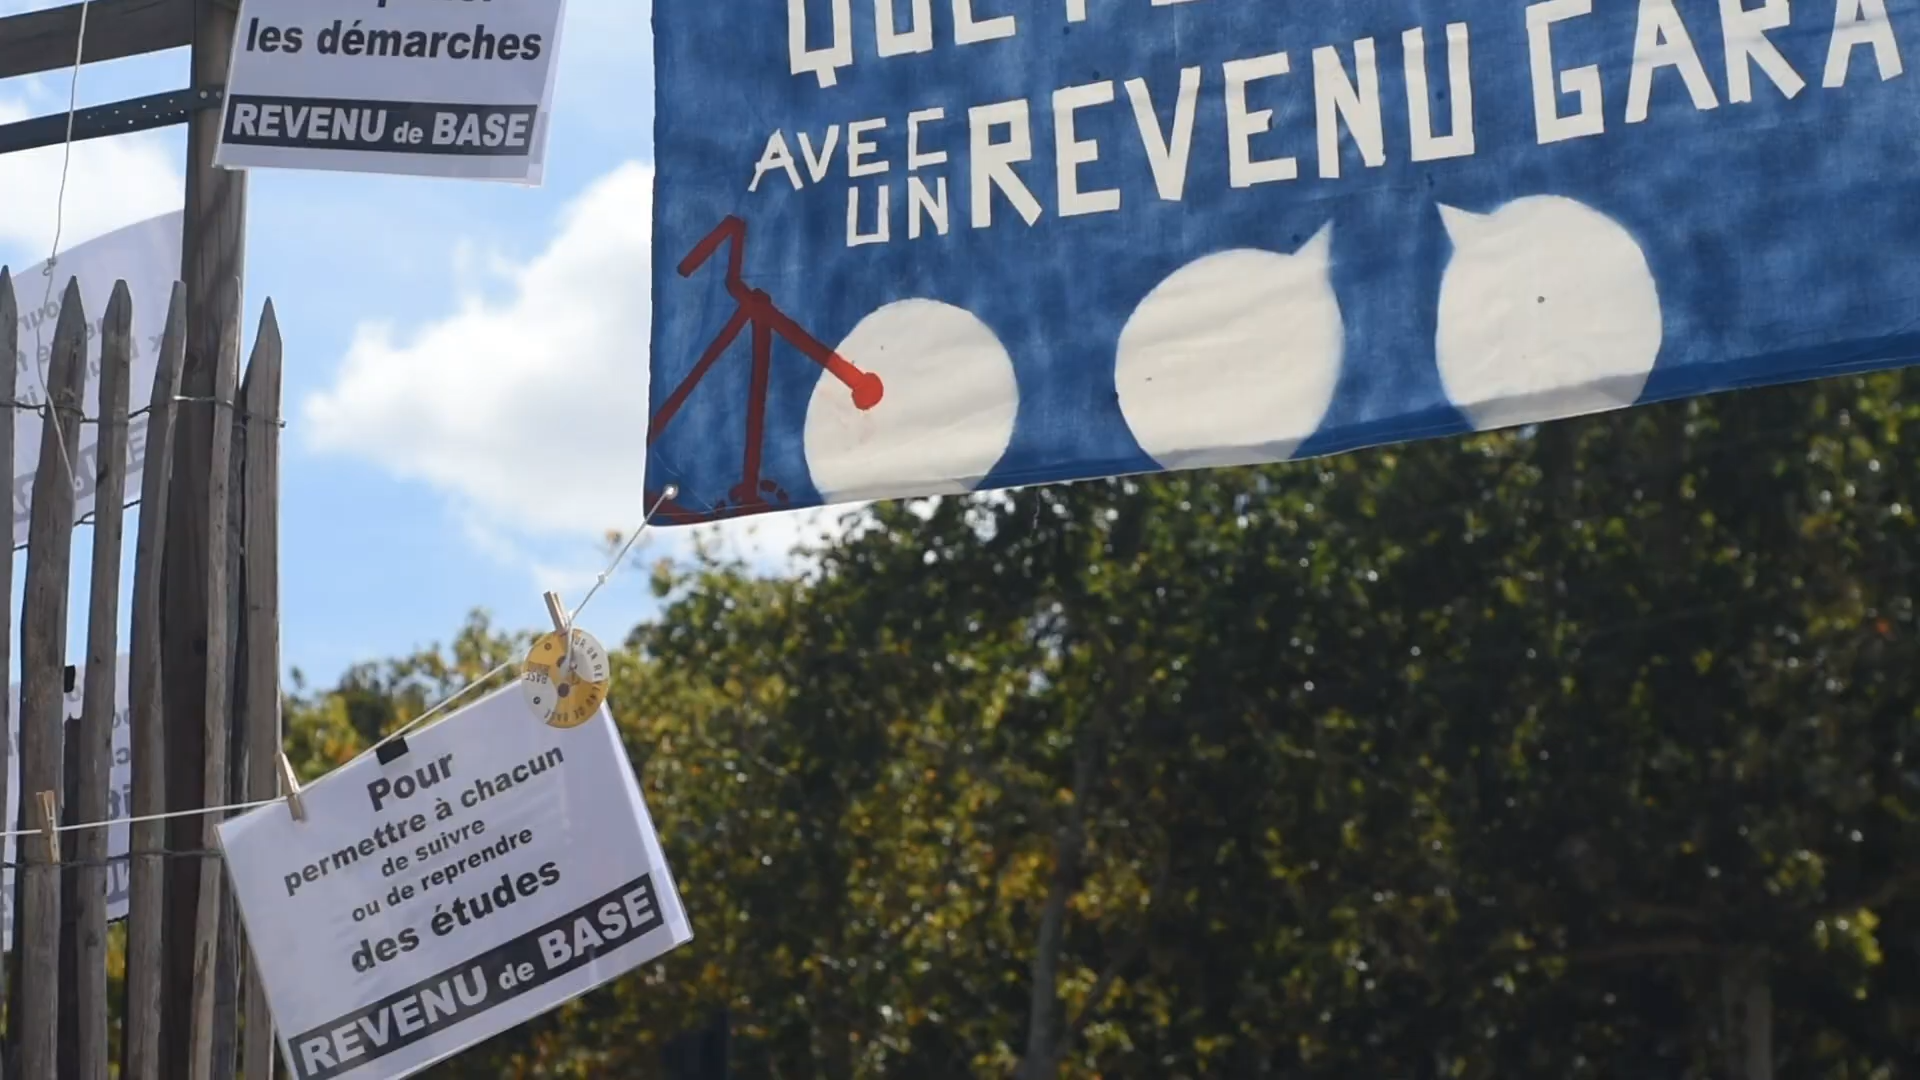 les démarches
REVENU de BASE
QUE
AVEC
UN
REVENU GARA
Pour
permettre à chacun
de suivre
ou de reprendre
des études
REVENU de BASE